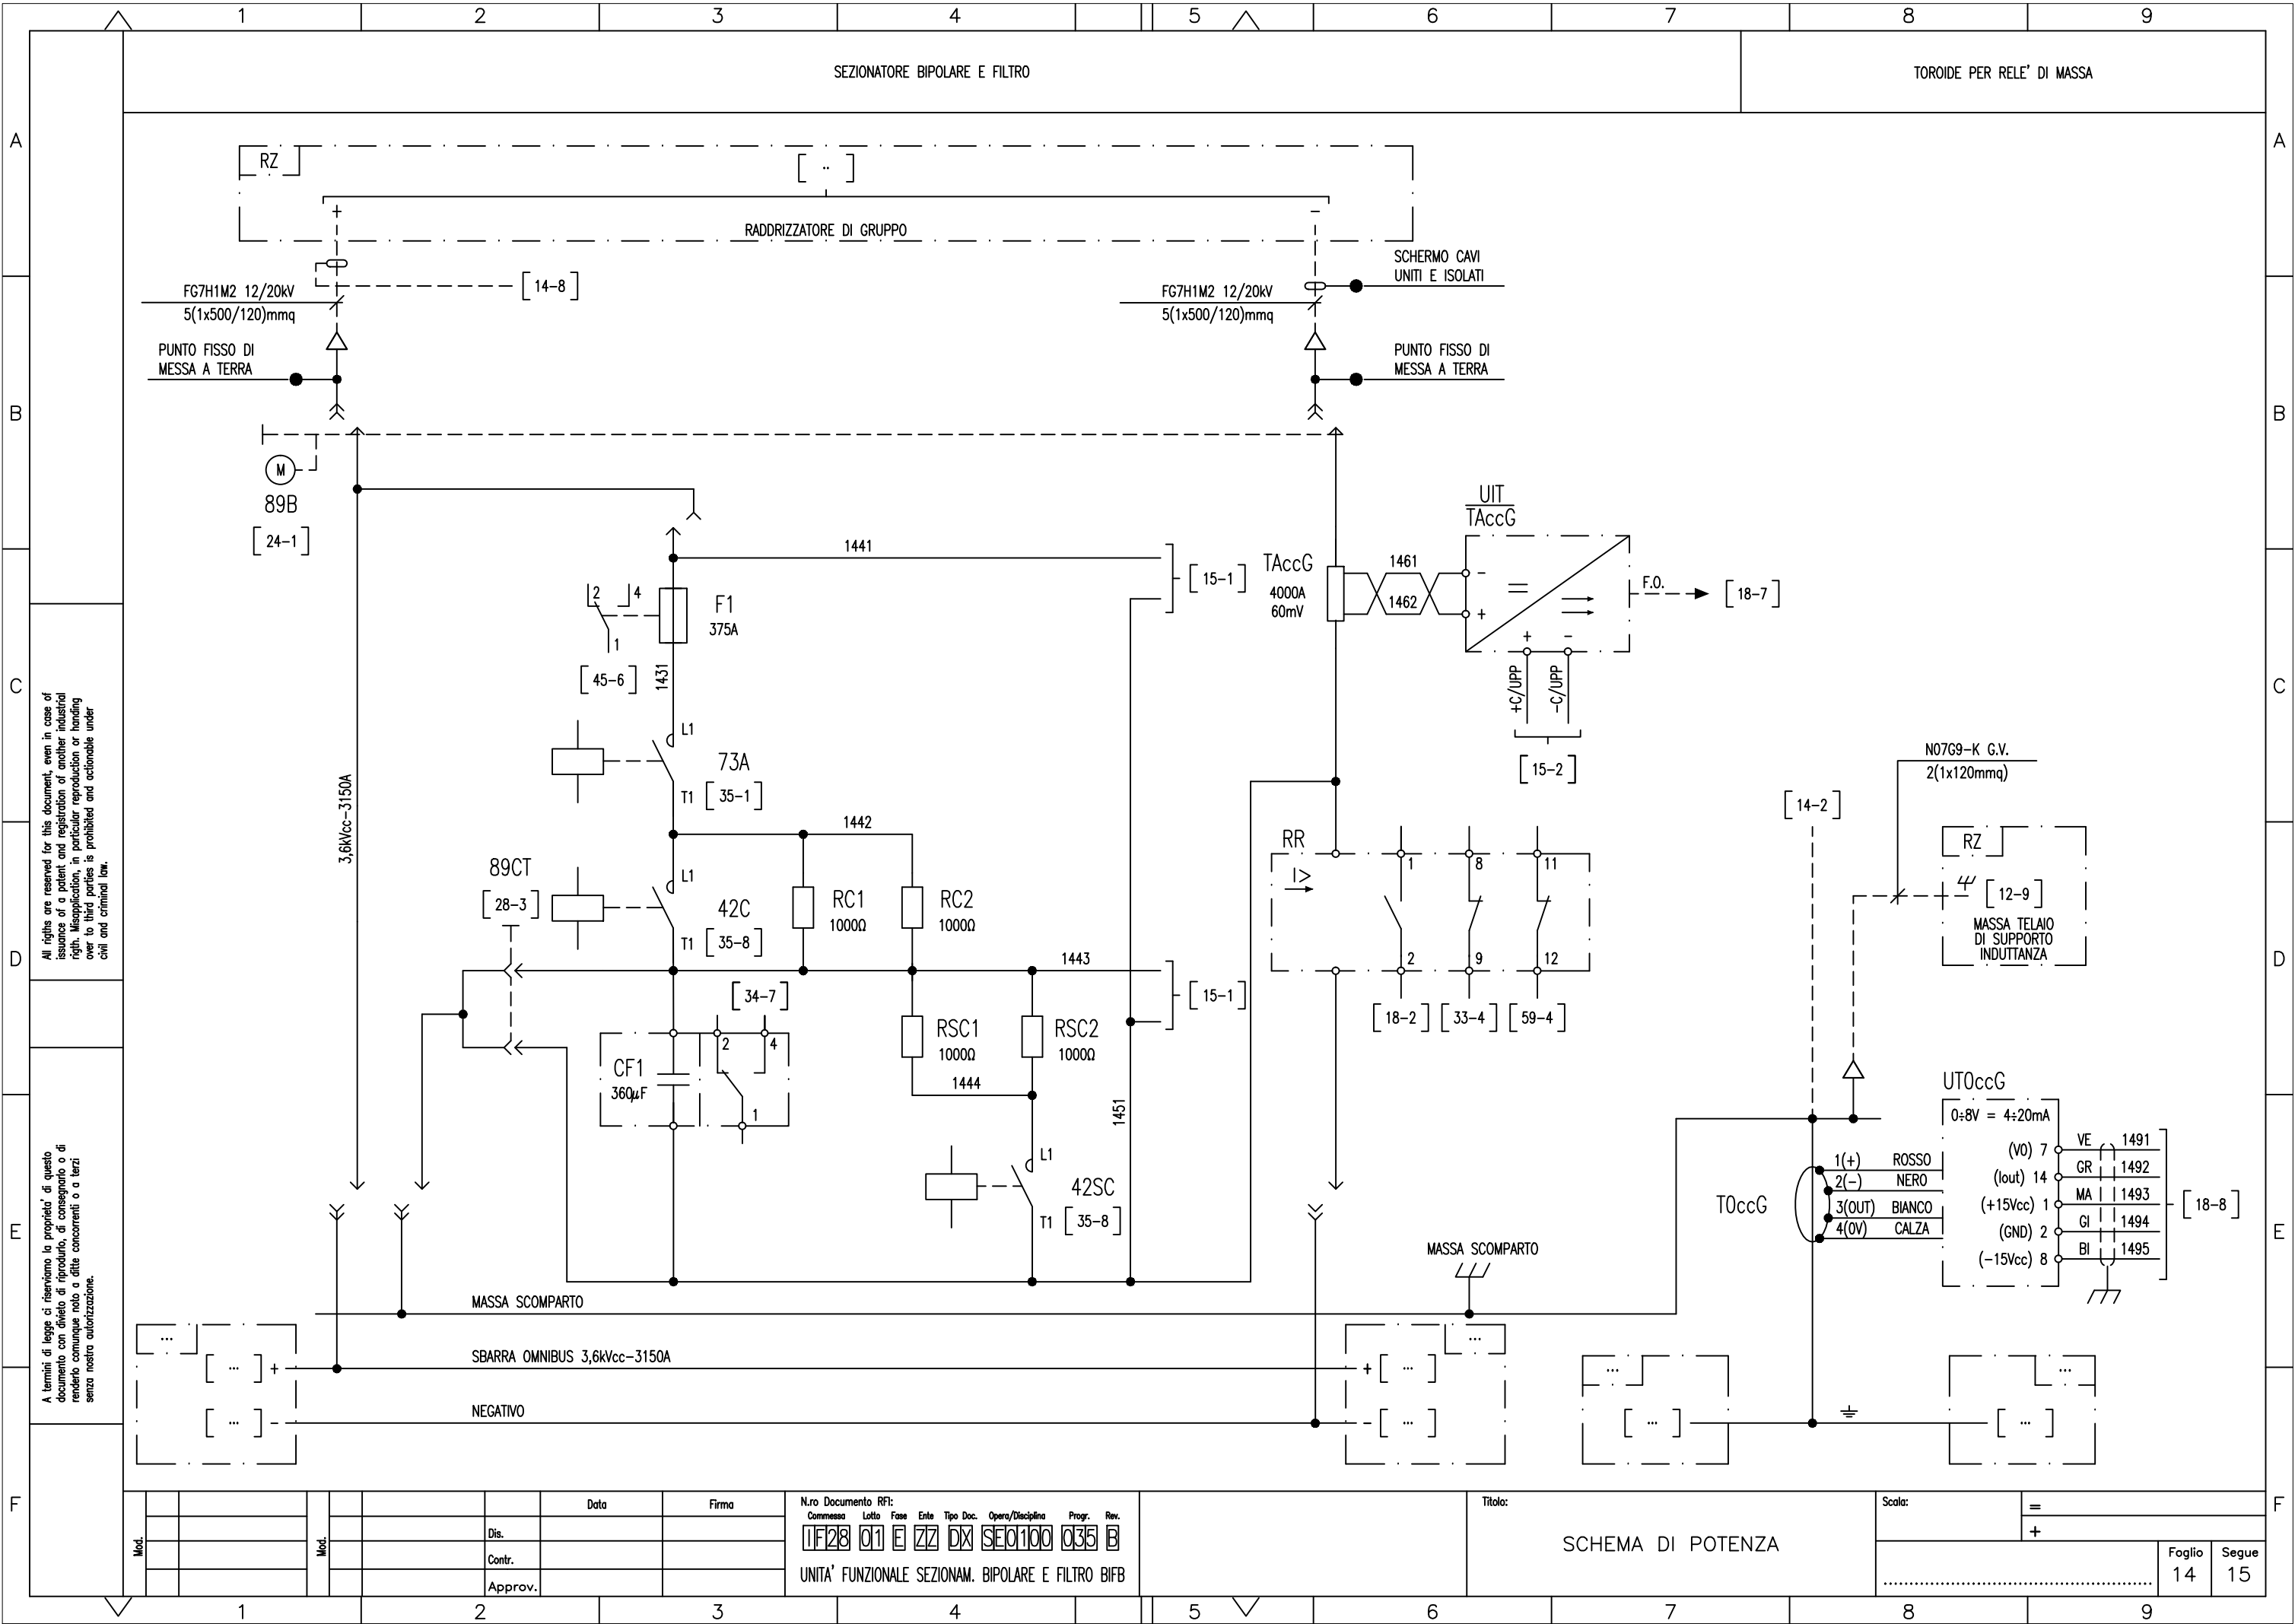 1 2 3 4 5 6 7 8 9
SEZIONATORE BIPOLARE E FILTRO
TOROIDE PER RELE' DI MASSA
A
A
RZ
[ .. ]
+
-
RADDRIZZATORE DI GRUPPO
SCHERMO CAVI
UNITI E ISOLATI
[ 14-8 ]
FG7H1M2 12/20kV
5(1x500/120)mmq
FG7H1M2 12/20kV
5(1x500/120)mmq
PUNTO FISSO DI
MESSA A TERRA
PUNTO FISSO DI
MESSA A TERRA
B
B
M
89B
[ 24-1 ]
UIT
TAccG
1441
[ 15-1 ]
TAccG
4000A
60mV
1461
1462
-
+
=
+ -
F.O.
[ 18-7 ]
2 4
1
F1
375A
[ 45-6 ]
1431
C
C
+C/UPP
-C/UPP
[ 15-2 ]
L1
73A
T1
[ 35-1 ]
3,6kVcc-3150A
N07G9-K G.V.
2(1x120mmq)
[ 14-2 ]
1442
RR
I>
1 8 11
2 9 12
[ 18-2 ]
[ 33-4 ]
[ 59-4 ]
RZ
[ 12-9 ]
MASSA TELAIO
DI SUPPORTO
INDUTTANZA
89CT
[ 28-3 ]
L1
42C
T1
[ 35-8 ]
RC1
1000Ω
RC2
1000Ω
D
D
1443
[ 34-7 ]
[ 15-1 ]
CF1
360µF
2 4
1
RSC1
1000Ω
RSC2
1000Ω
1444
1451
UTOccG
0÷8V = 4÷20mA
(VO) 7
(Iout) 14
(+15Vcc) 1
(GND) 2
(-15Vcc) 8
VE 1491
GR 1492
MA 1493
GI 1494
BI 1495
[ 18-8 ]
TOccG
1(+) ROSSO
2(-) NERO
3(OUT) BIANCO
4(0V) CALZA
L1
42SC
T1
[ 35-8 ]
E
E
MASSA SCOMPARTO
MASSA SCOMPARTO
...
[ ... ] +
[ ... ] -
SBARRA OMNIBUS 3,6kVcc-3150A
NEGATIVO
...
+ [ ... ]
- [ ... ]
...
[ ... ]
...
[ ... ]
F
F
All rigths are reserved for this document, even in case of
issuance of a patent and registration of another industrial
rigth. Misapplication, in particular reproduction or handing
over to third parties is prohibited and actionable under
civil and criminal law.
A termini di legge ci riserviamo la proprieta' di questo
documento con divieto di riprodurlo, di consegnarlo o di
renderlo comunque noto a ditte concorrenti o a terzi
senza nostra autorizzazione.
Mod.
Mod.
Data
Firma
Dis.
Contr.
Approv.
N.ro Documento RFI:
Commessa Lotto Fase Ente Tipo Doc. Opera/Disciplina Progr. Rev.
IF28 01 E ZZ DX SE0100 035 B
UNITA' FUNZIONALE SEZIONAM. BIPOLARE E FILTRO BIFB
Titolo:
SCHEMA DI POTENZA
Scala:
=
+
Foglio
14
Segue
15
1 2 3 4 5 6 7 8 9